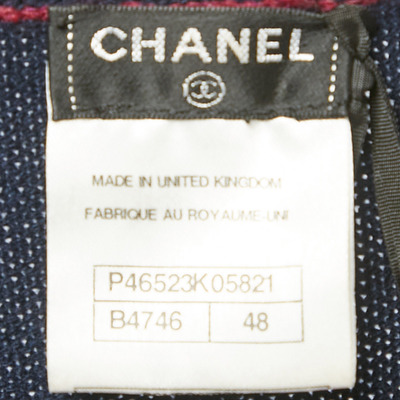 CHANEL
MADE IN UNITED KINGDOM
FABRIQUE AU ROYAUME-UNI
P46523K05821
B4746 48